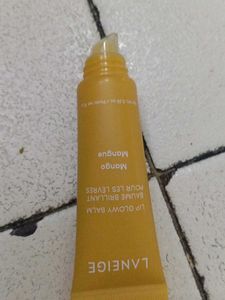 LANEIGE
LIP GLOWY BALM
BAUME BRILLANT
POUR LES LÈVRES
Mango
Mangue